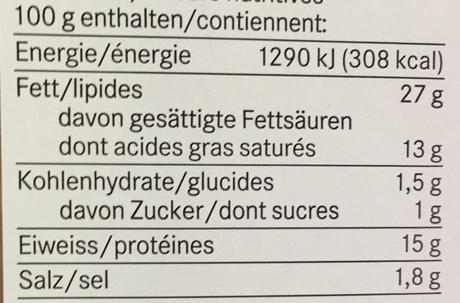 100 g enthalten/contiennent:
Energie/énergie 1290 kJ (308 kcal)
Fett/lipides 27 g
davon gesättigte Fettsäuren
dont acides gras saturés 13 g
Kohlenhydrate/glucides 1,5 g
davon Zucker/dont sucres 1 g
Eiweiss/protéines 15 g
Salz/sel 1,8 g